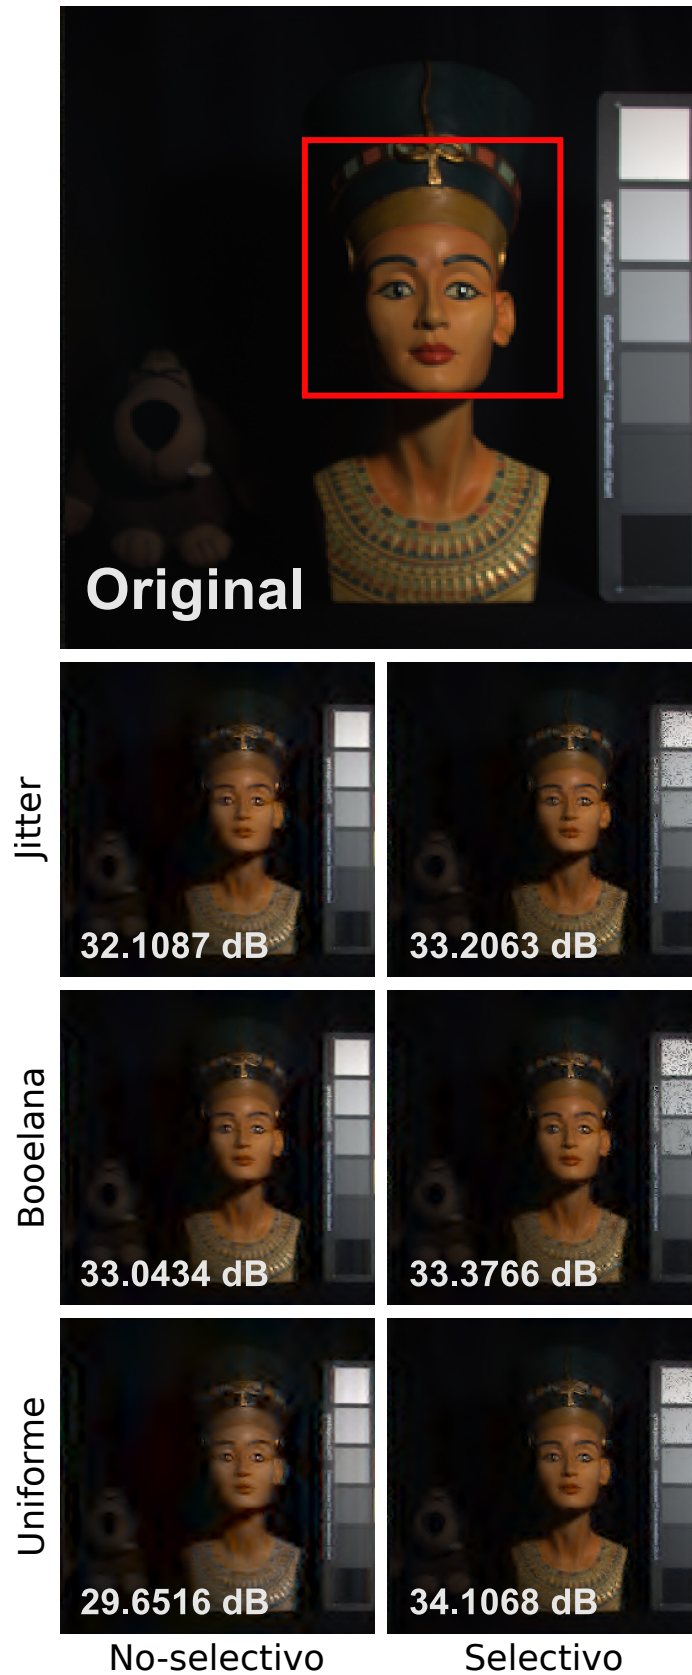 Original
Jitter
32.1087 dB
33.2063 dB
Booelana
33.0434 dB
33.3766 dB
Uniforme
29.6516 dB
34.1068 dB
No-selectivo
Selectivo